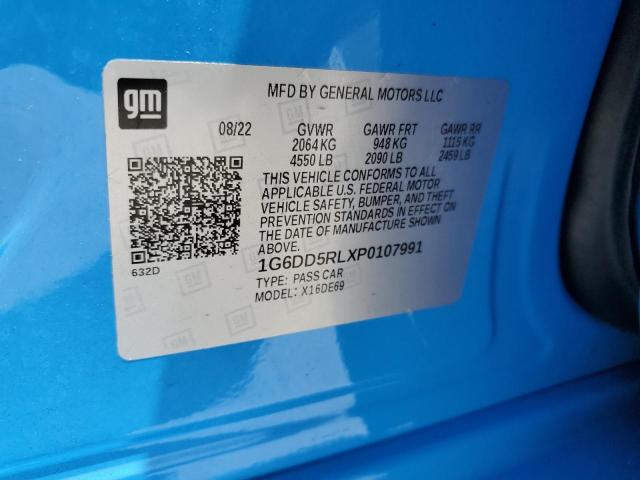 gm
MFD BY GENERAL MOTORS LLC
08/22 GVWR GAWR FRT GAWR RR
2064 KG 948 KG 1115 KG
4550 LB 2090 LB 2459 LB
THIS VEHICLE CONFORMS TO ALL
APPLICABLE U.S. FEDERAL MOTOR
VEHICLE SAFETY, BUMPER, AND THEFT
PREVENTION STANDARDS IN EFFECT ON
THE DATE OF MANUFACTURE SHOWN
ABOVE.
632D
1G6DD5RLXP0107991
TYPE: PASS CAR
MODEL: X16DE69